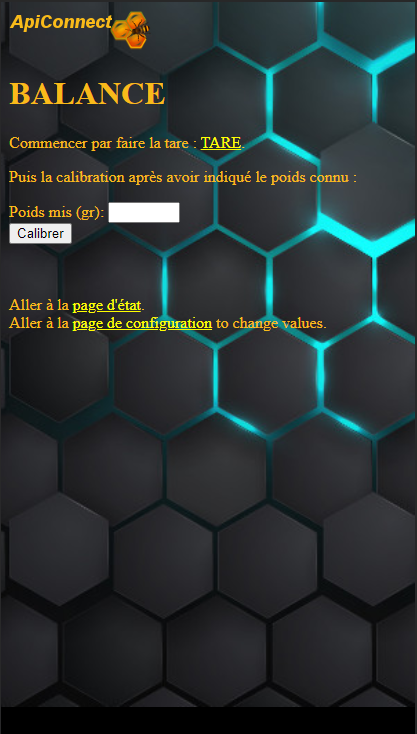 ApiConnect
BALANCE
Commencer par faire la tare : TARE.
Puis la calibration après avoir indiqué le poids connu :
Poids mis (gr):
Calibrer
Aller à la page d'état.
Aller à la page de configuration to change values.